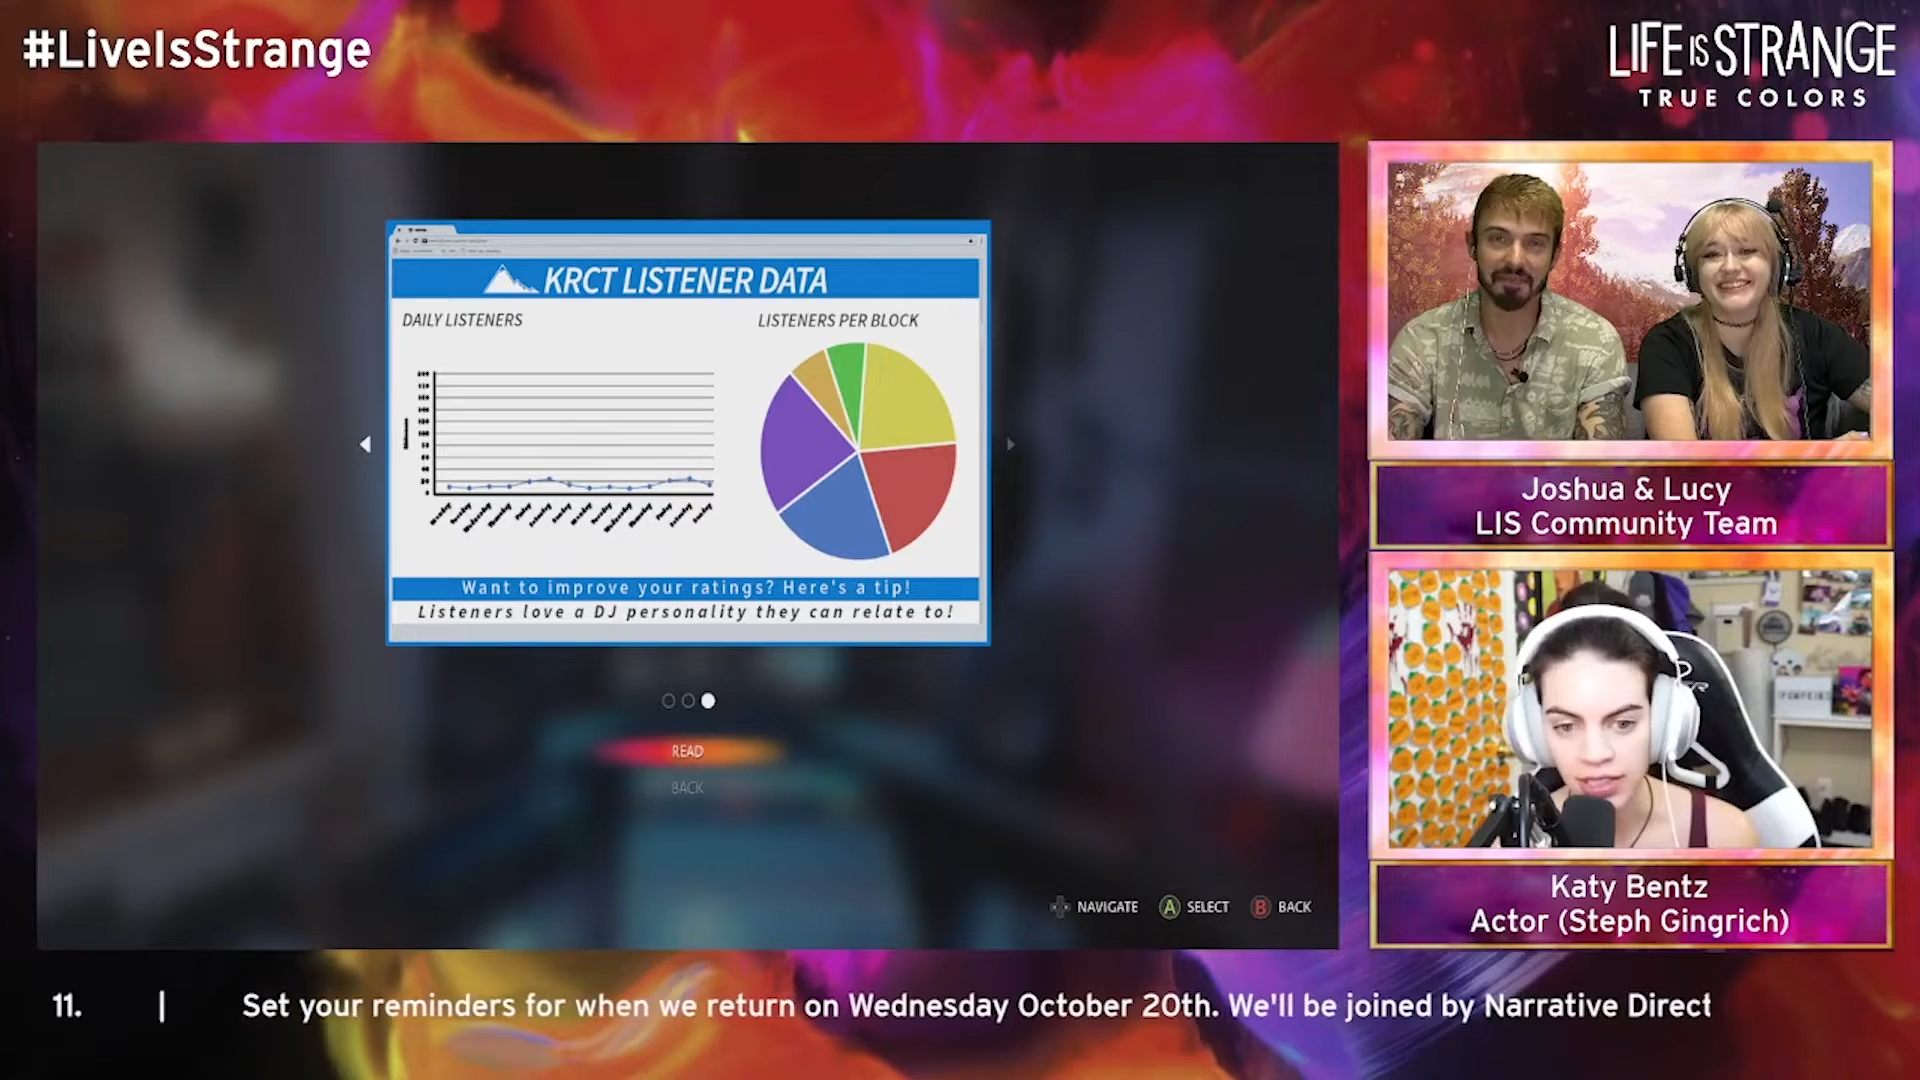 #LiveIsStrange
LIFE IS STRANGE
TRUE COLORS
KRCT LISTENER DATA
DAILY LISTENERS
LISTENERS PER BLOCK
Want to improve your ratings? Here's a tip!
Listeners love a DJ personality they can relate to!
READ
BACK
NAVIGATE
A SELECT
B BACK
Joshua & Lucy
LIS Community Team
Katy Bentz
Actor (Steph Gingrich)
11. | Set your reminders for when we return on Wednesday October 20th. We'll be joined by Narrative Direct